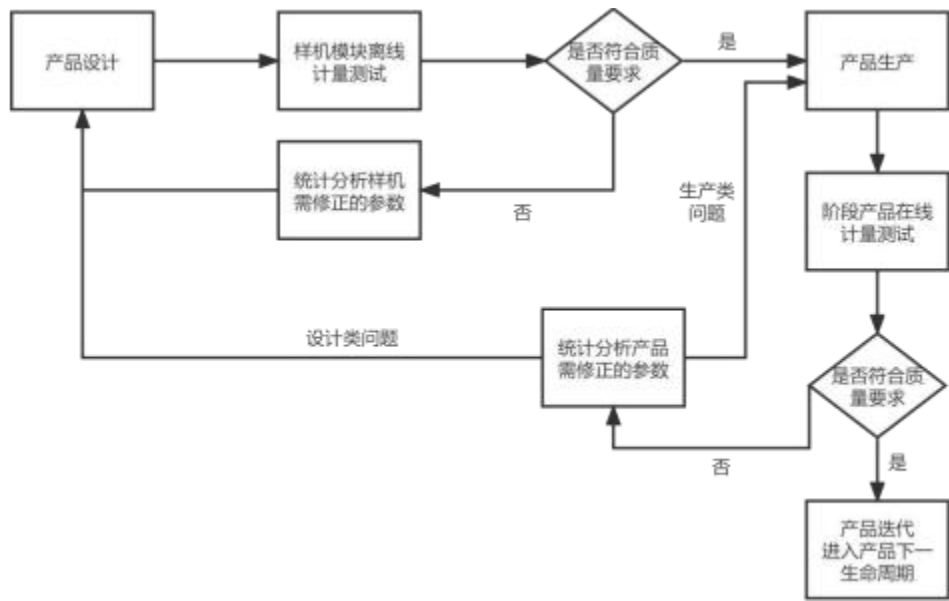 产品设计
样机模块离线
计量测试
是否符合质
量要求
是
产品生产
统计分析样机
需修正的参数
否
生产类
问题
阶段产品在线
计量测试
设计类问题
统计分析产品
需修正的参数
是否符合质
量要求
否
是
产品迭代
进入产品下一
生命周期